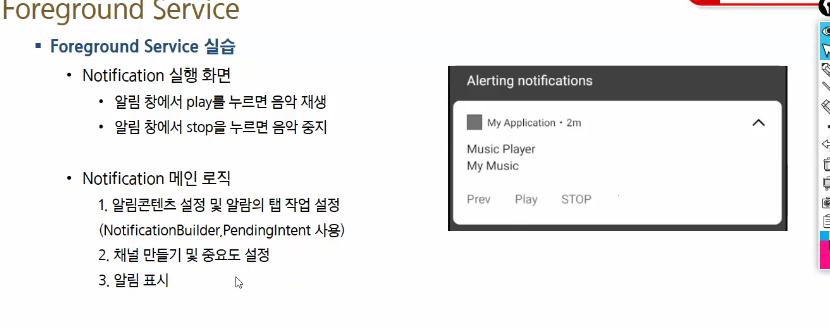 Foreground Service
▪ Foreground Service 실습
• Notification 실행 화면
• 알림 창에서 play를 누르면 음악 재생
• 알림 창에서 stop을 누르면 음악 중지
• Notification 메인 로직
1. 알림콘텐츠 설정 및 알람의 탭 작업 설정
(NotificationBuilder,PendingIntent 사용)
2. 채널 만들기 및 중요도 설정
3. 알림 표시
Alerting notifications
My Application • 2m
Music Player
My Music
Prev Play STOP